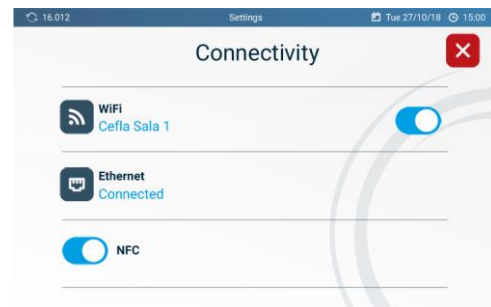 16.012 Settings Tue 27/10/18 15:00
Connectivity
WiFi
Cefla Sala 1
Ethernet
Connected
NFC